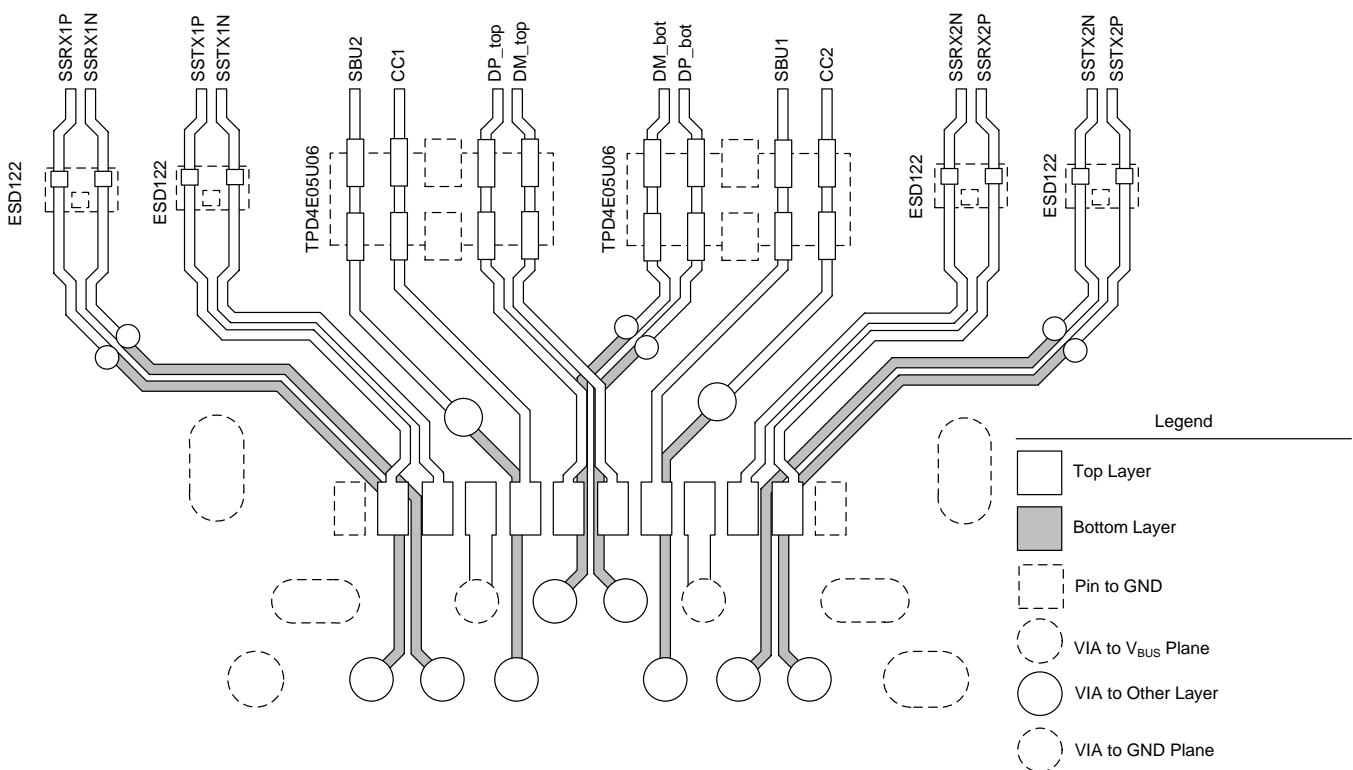 SSRX1P
SSRX1N
SSTX1P
SSTX1N
SBU2
CC1
DP_top
DM_top
DM_bot
DP_bot
SBU1
CC2
SSRX2N
SSRX2P
SSTX2N
SSTX2P
ESD122
ESD122
TPD4E05U06
TPD4E05U06
ESD122
ESD122
Legend
Top Layer
Bottom Layer
Pin to GND
VIA to VBUS Plane
VIA to Other Layer
VIA to GND Plane